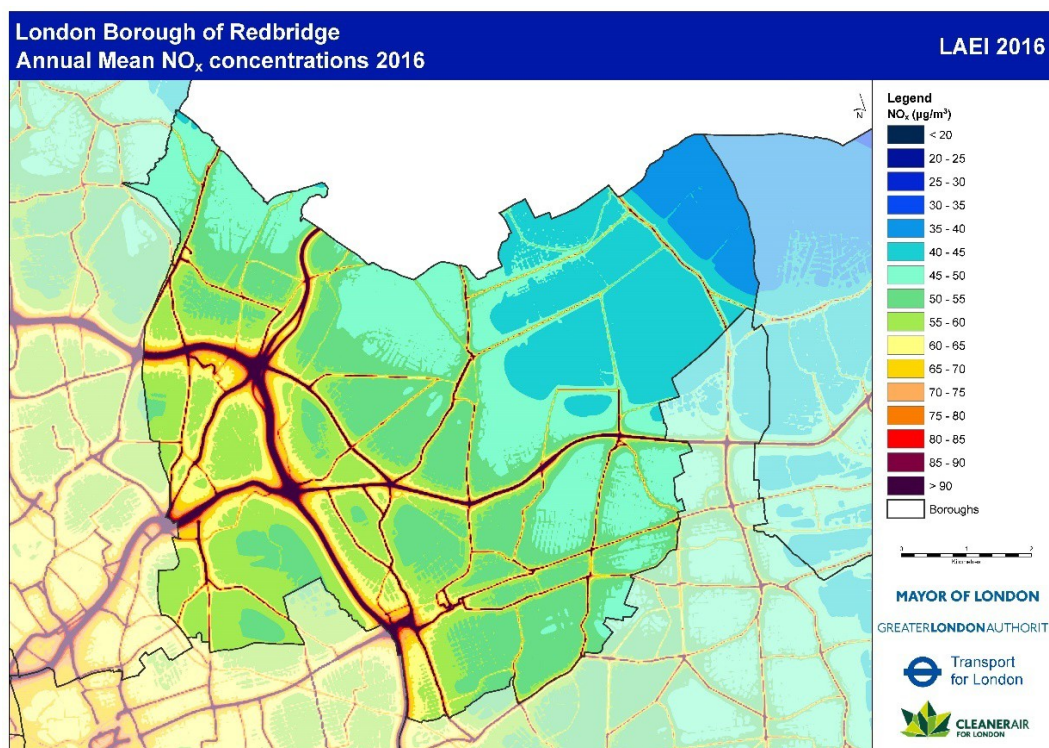 London Borough of Redbridge
Annual Mean NOx concentrations 2016
LAEI 2016
N
Legend
NOx (µg/m³)
< 20
20 - 25
25 - 30
30 - 35
35 - 40
40 - 45
45 - 50
50 - 55
55 - 60
60 - 65
65 - 70
70 - 75
75 - 80
80 - 85
85 - 90
> 90
Boroughs
0 1 2
Kilometres
MAYOR OF LONDON
GREATERLONDONAUTHORIT
Transport
for London
CLEANERAIR
FOR LONDON